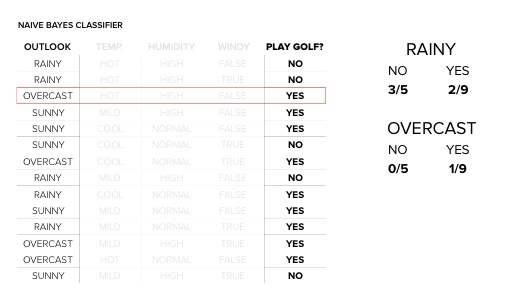 NAIVE BAYES CLASSIFIER
OUTLOOK TEMP. HUMIDITY WINDY PLAY GOLF?
RAINY HOT HIGH FALSE NO
RAINY HOT HIGH TRUE NO
OVERCAST HOT HIGH FALSE YES
SUNNY MILD HIGH FALSE YES
SUNNY COOL NORMAL FALSE YES
SUNNY COOL NORMAL TRUE NO
OVERCAST COOL NORMAL TRUE YES
RAINY MILD HIGH FALSE NO
RAINY COOL NORMAL FALSE YES
SUNNY MILD NORMAL FALSE YES
RAINY MILD NORMAL TRUE YES
OVERCAST MILD HIGH TRUE YES
OVERCAST HOT NORMAL FALSE YES
SUNNY MILD HIGH TRUE NO
RAINY
NO YES
3/5 2/9
OVERCAST
NO YES
0/5 1/9